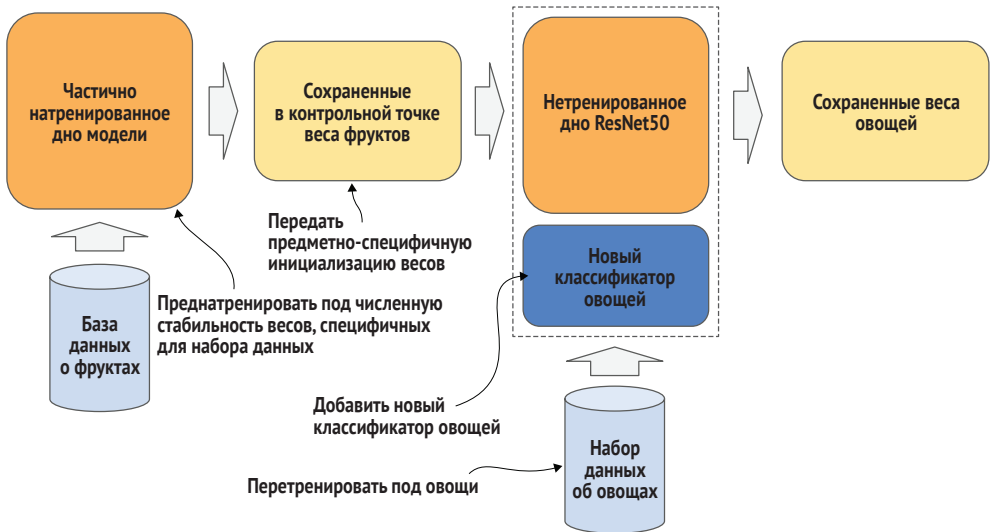 Частично
натренированное
дно модели
Сохраненные
в контрольной точке
веса фруктов
Нетренированное
дно ResNet50
Сохраненные веса
овощей
Передать
предметно-специфичную
инициализацию весов
Новый
классификатор
овощей
База
данных
о фруктах
Преднатренировать под численную
стабильность весов, специфичных
для набора данных
Добавить новый
классификатор овощей
Набор
данных
об овощах
Перетренировать под овощи